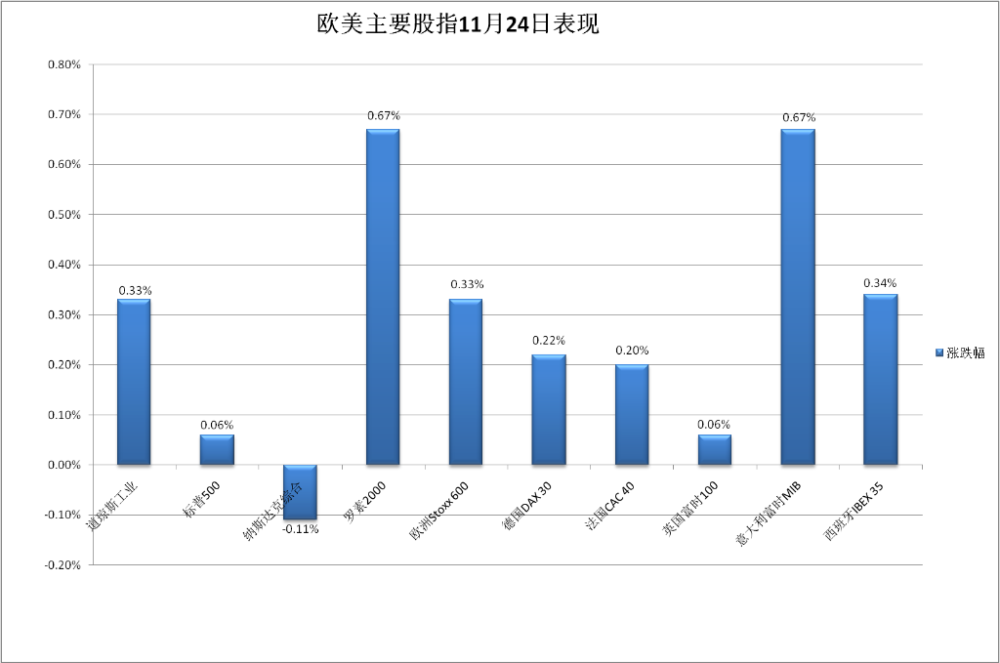 欧美主要股指11月24日表现
0.80%
0.70%
0.60%
0.50%
0.40%
0.30%
0.20%
0.10%
0.00%
-0.10%
-0.20%
0.33%
0.06%
-0.11%
0.67%
0.33%
0.22%
0.20%
0.06%
0.67%
0.34%
道琼斯工业
标普500
纳斯达克综合
罗素2000
欧洲Stoxx 600
德国DAX 30
法国CAC 40
英国富时100
意大利富时MIB
西班牙IBEX 35
涨跌幅